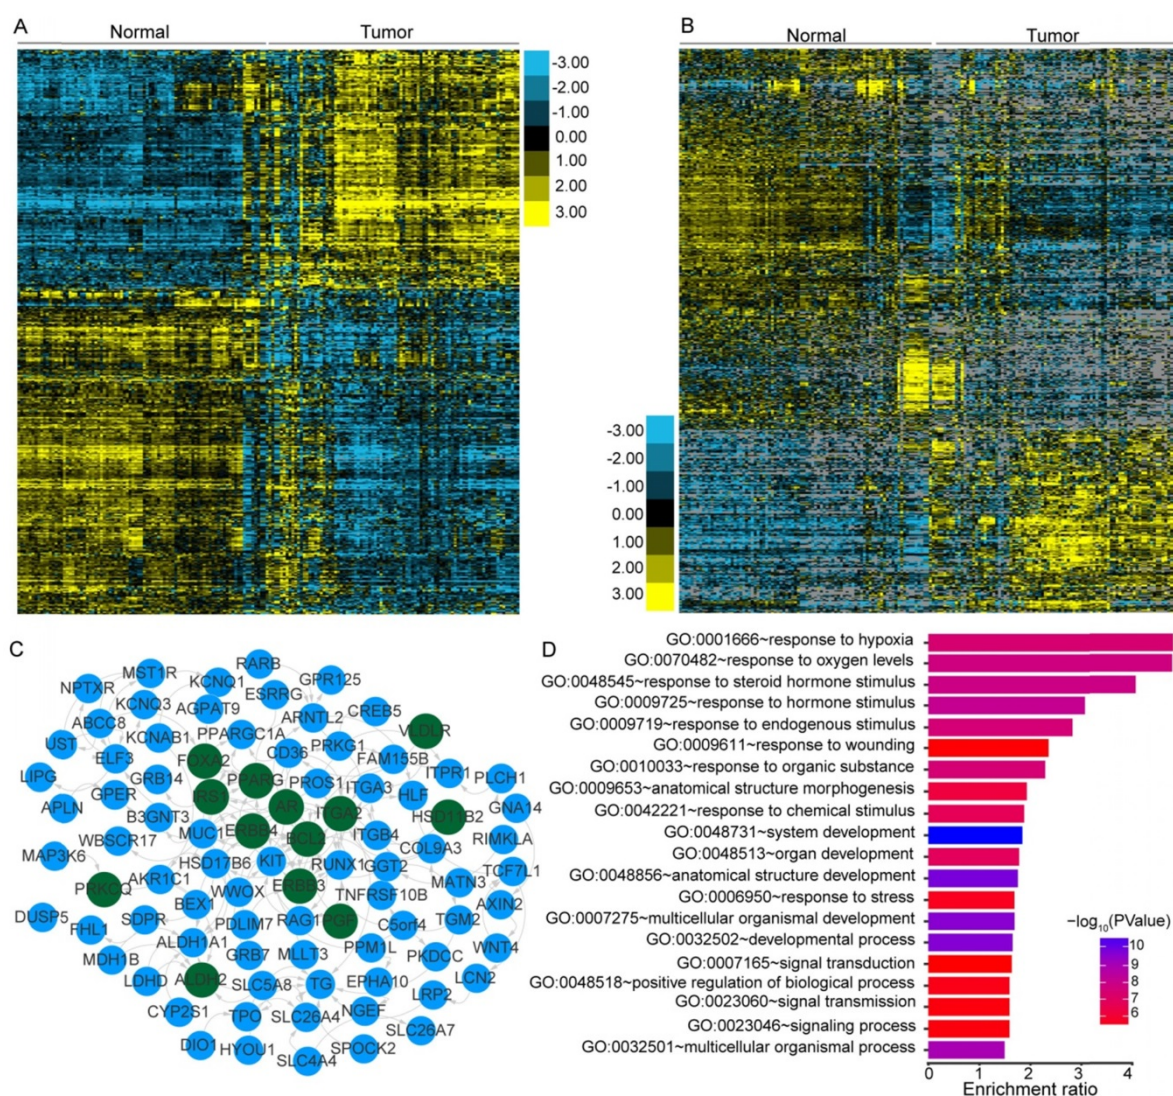 A
Normal
Tumor
-3.00
-2.00
-1.00
0.00
1.00
2.00
3.00
B
Normal
Tumor
-3.00
-2.00
-1.00
0.00
1.00
2.00
3.00
C
RARB
MST1R
NPTXR
KCNQ1
GPR125
ESRRG
KCNQ3
AGPAT9
CREB5
ABCC8
ARNTL2
VLDLR
UST
KCNAB1
PPARGC1A
CD36
PRKG1
ELF3
FOXA2
FAM155B
LIPG
GRB14
PPARG
PROS1
ITGA3
ITPR1
PLCH1
GPER
IRS1
HLF
APLN
AR
ITGA2
GNA14
B3GNT3
HSD11B2
WBSCR17
MUC1
ERBB4
BCL2
ITGB4
RIMKLA
COL9A3
MAP3K6
HSD17B6
KIT
RUNX1
GGT2
TCF7L1
AKR1C1
MATN3
PRKCQ
WWOX
ERBB3
TNFRSF10B
BEX1
AXIN2
DUSP5
SDPR
PDLIM7
RAG1
PGR
C5orf4
TGM2
FHL1
ALDH1A1
PPM1L
WNT4
MDH1B
GRB7
MLLT3
PKDCC
LDHD
ALDH2
SLC5A8
TG
EPHA10
LCN2
LRP2
CYP2S1
TPO
SLC26A4
NGEF
SLC26A7
DIO1
HYOU1
SPOCK2
SLC4A4
D
GO:0001666~response to hypoxia
GO:0070482~response to oxygen levels
GO:0048545~response to steroid hormone stimulus
GO:0009725~response to hormone stimulus
GO:0009719~response to endogenous stimulus
GO:0009611~response to wounding
GO:0010033~response to organic substance
GO:0009653~anatomical structure morphogenesis
GO:0042221~response to chemical stimulus
GO:0048731~system development
GO:0048513~organ development
GO:0048856~anatomical structure development
GO:0006950~response to stress
GO:0007275~multicellular organismal development
GO:0032502~developmental process
GO:0007165~signal transduction
GO:0048518~positive regulation of biological process
GO:0023060~signal transmission
GO:0023046~signaling process
GO:0032501~multicellular organismal process
0 1 2 3 4
Enrichment ratio
−log10(PValue)
10
9
8
7
6